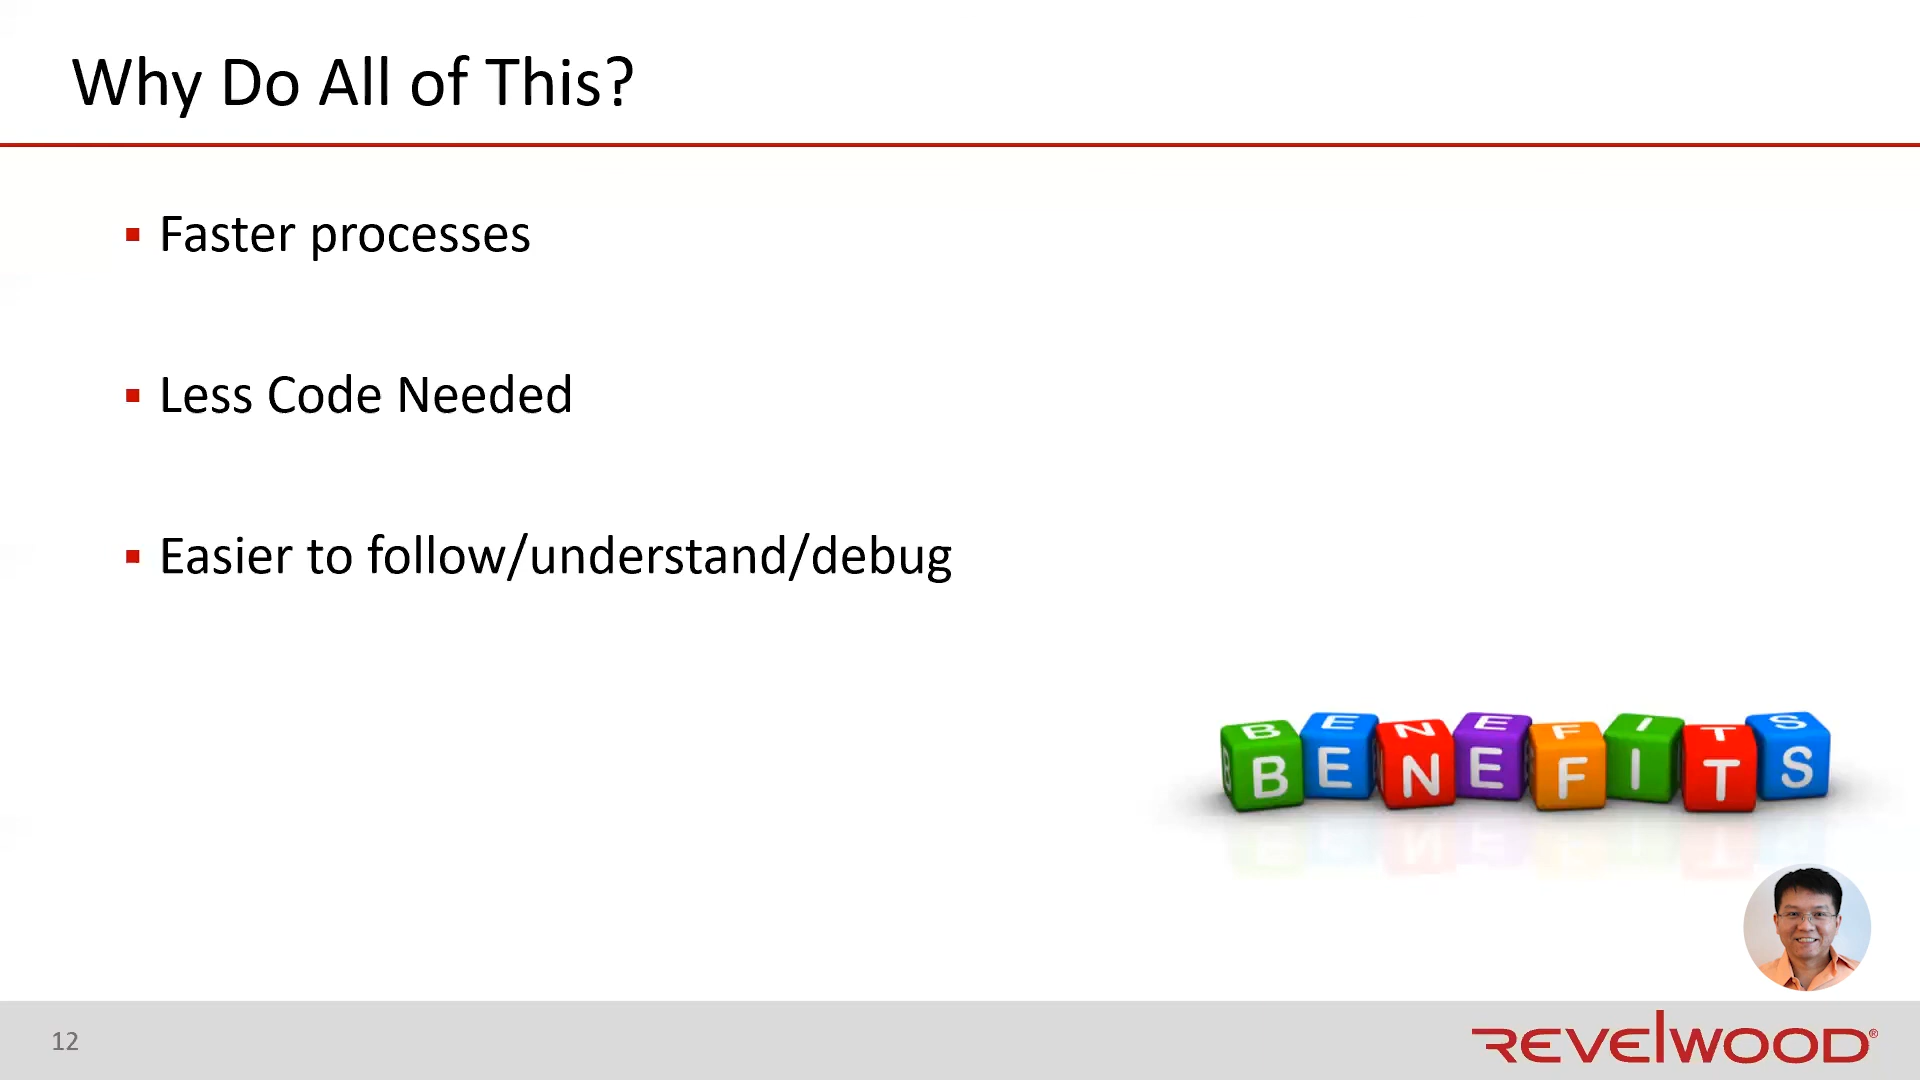 Why Do All of This?
Faster processes
Less Code Needed
Easier to follow/understand/debug
BENEFITS
BENEFITS
12
REVELWOOD®